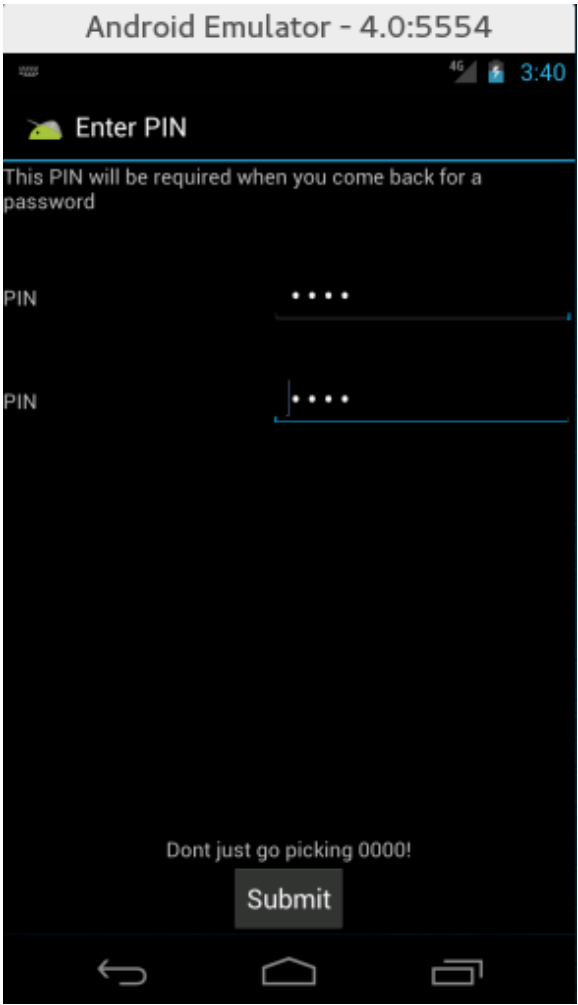 Android Emulator - 4.0:5554
4G 3:40
Enter PIN
This PIN will be required when you come back for a
password
PIN ••••
PIN ••••
Dont just go picking 0000!
Submit